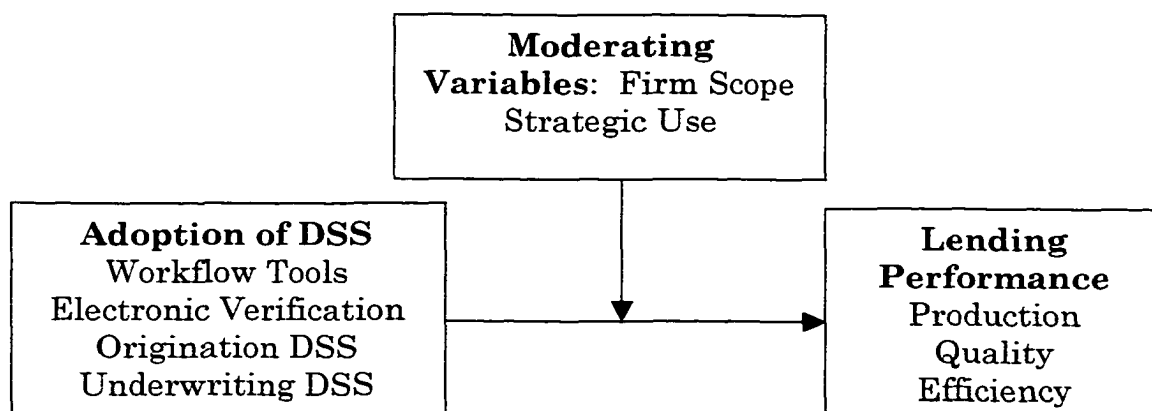 Moderating
Variables: Firm Scope
Strategic Use
Adoption of DSS
Workflow Tools
Electronic Verification
Origination DSS
Underwriting DSS
Lending
Performance
Production
Quality
Efficiency